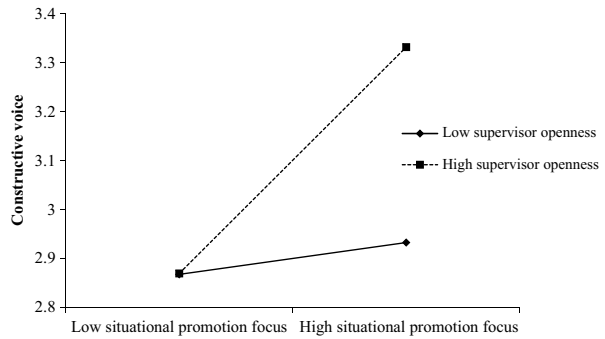 3.4
3.3
3.2
3.1
3
2.9
2.8
Constructive voice
Low supervisor openness
High supervisor openness
Low situational promotion focus
High situational promotion focus